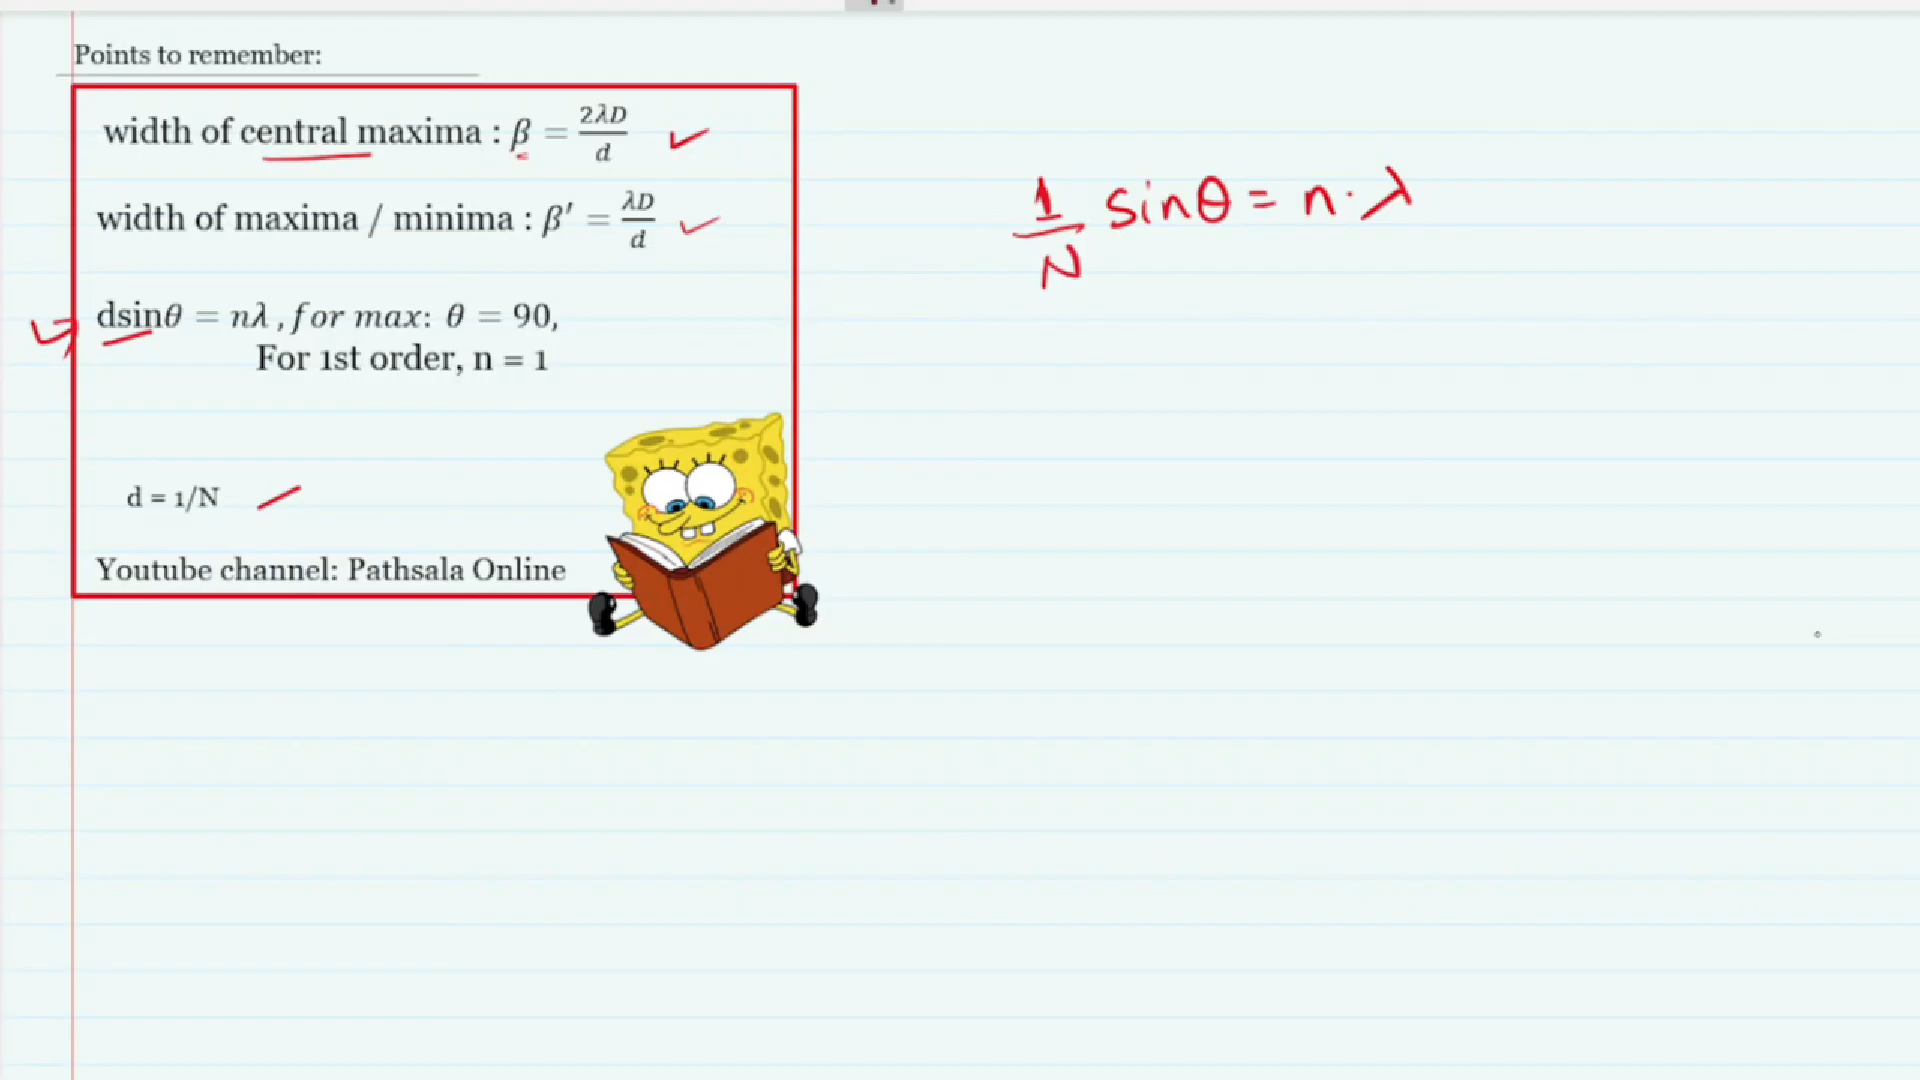 Points to remember:
width of central maxima : β = 2λD/d
width of maxima / minima : β′ = λD/d
dsinθ = nλ , for max: θ = 90,
For 1st order, n = 1
d = 1/N
Youtube channel: Pathsala Online
1/N sinθ = n · λ